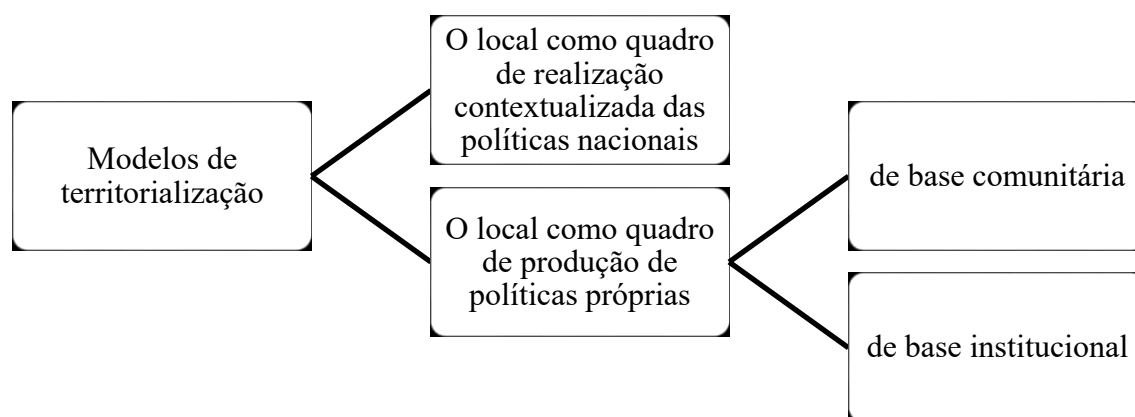 Modelos de
territorialização
O local como quadro
de realização
contextualizada das
políticas nacionais
O local como quadro
de produção de
políticas próprias
de base comunitária
de base institucional